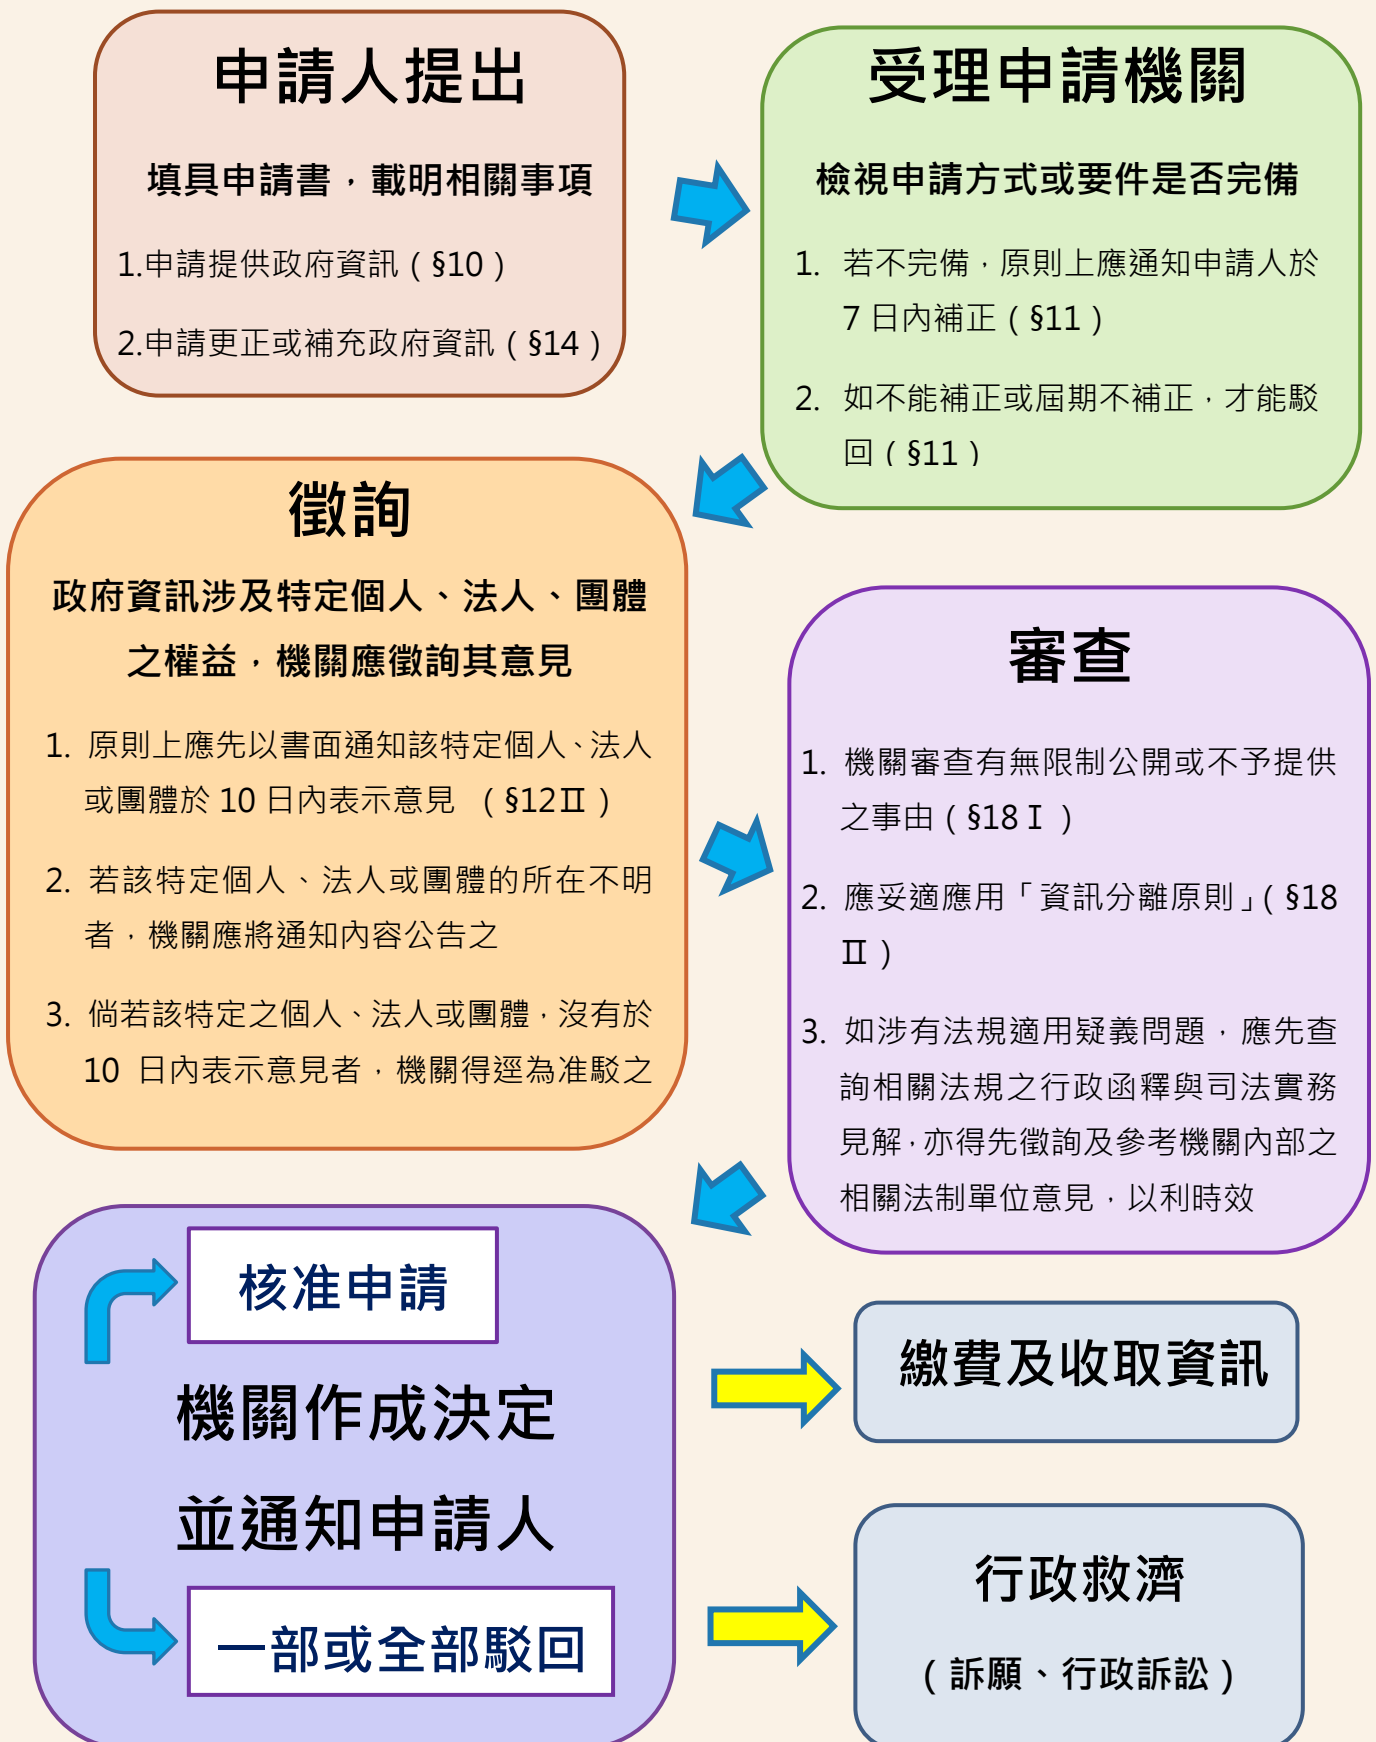 申請人提出
填具申請書，載明相關事項
1.申請提供政府資訊（§10）
2.申請更正或補充政府資訊（§14）
受理申請機關
檢視申請方式或要件是否完備
1. 若不完備，原則上應通知申請人於
7 日內補正（§11）
2. 如不能補正或屆期不補正，才能駁
回（§11）
徵詢
政府資訊涉及特定個人、法人、團體
之權益，機關應徵詢其意見
1. 原則上應先以書面通知該特定個人、法人
或團體於 10 日內表示意見 （§12Ⅱ）
2. 若該特定個人、法人或團體的所在不明
者，機關應將通知內容公告之
3. 倘若該特定之個人、法人或團體，沒有於
10 日內表示意見者，機關得逕為准駁之
審查
1. 機關審查有無限制公開或不予提供
之事由（§18Ⅰ）
2. 應妥適應用「資訊分離原則」（§18
Ⅱ）
3. 如涉有法規適用疑義問題，應先查
詢相關法規之行政函釋與司法實務
見解，亦得先徵詢及參考機關內部之
相關法制單位意見，以利時效
核准申請
機關作成決定
並通知申請人
一部或全部駁回
繳費及收取資訊
行政救濟
（訴願、行政訴訟）